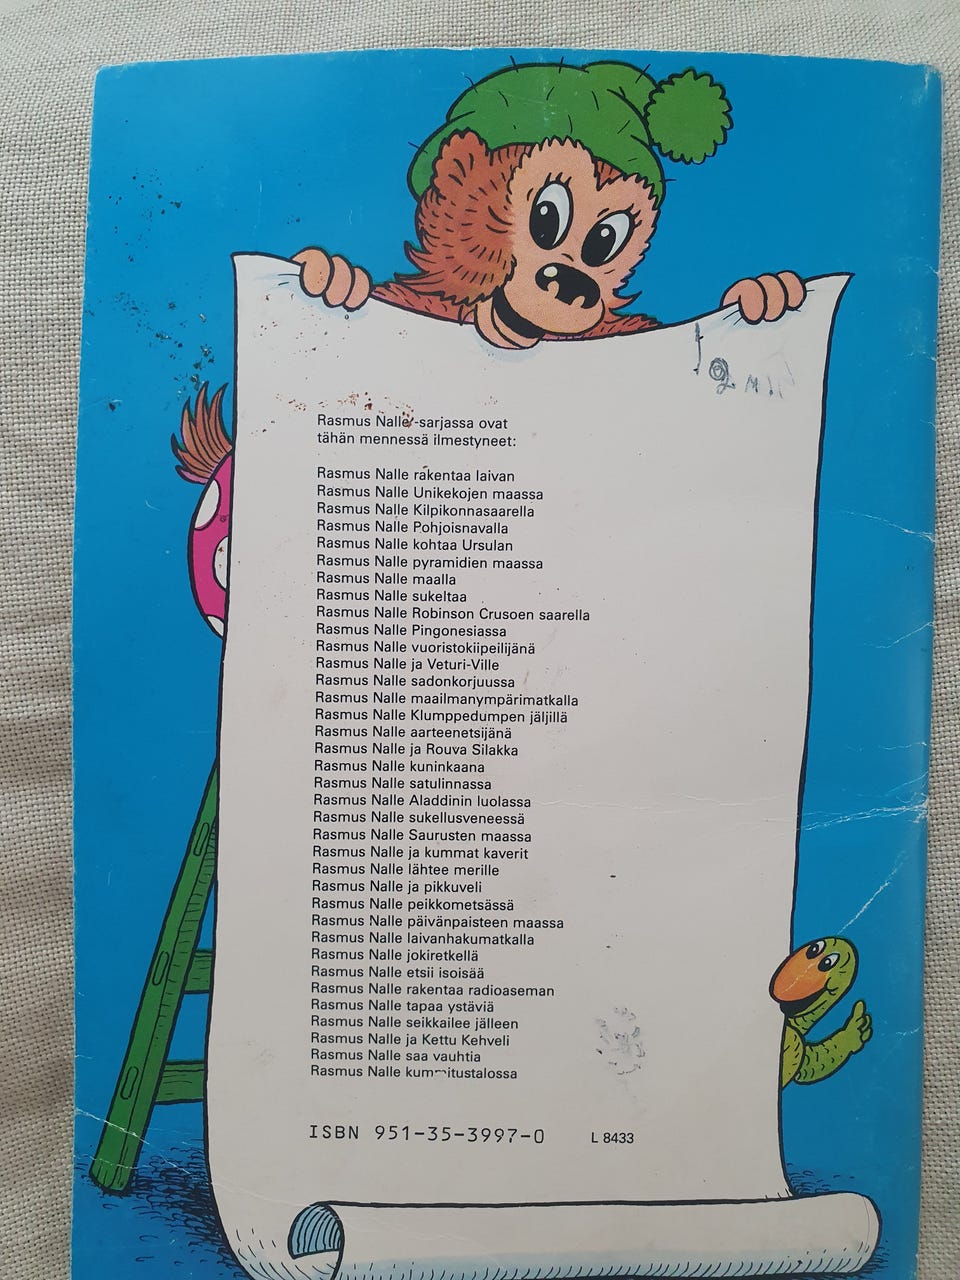 Rasmus Nalle -sarjassa ovat
tähän mennessä ilmestyneet:
Rasmus Nalle rakentaa laivan
Rasmus Nalle Unikekojen maassa
Rasmus Nalle Kilpikonnasaarella
Rasmus Nalle Pohjoisnavalla
Rasmus Nalle kohtaa Ursulan
Rasmus Nalle pyramidien maassa
Rasmus Nalle maalla
Rasmus Nalle sukeltaa
Rasmus Nalle Robinson Crusoen saarella
Rasmus Nalle Pingonesiassa
Rasmus Nalle vuoristokiipeilijänä
Rasmus Nalle ja Veturi-Ville
Rasmus Nalle sadonkorjuussa
Rasmus Nalle maailmanympärimatkalla
Rasmus Nalle Klumppedumpen jäljillä
Rasmus Nalle aarteenetsijänä
Rasmus Nalle ja Rouva Silakka
Rasmus Nalle kuninkaana
Rasmus Nalle satulinnassa
Rasmus Nalle Aladdinin luolassa
Rasmus Nalle sukellusveneessä
Rasmus Nalle Saurusten maassa
Rasmus Nalle ja kummat kaverit
Rasmus Nalle lähtee merille
Rasmus Nalle ja pikkuveli
Rasmus Nalle peikkometsässä
Rasmus Nalle päivänpaisteen maassa
Rasmus Nalle laivanhakumatkalla
Rasmus Nalle jokiretkellä
Rasmus Nalle etsii isoisää
Rasmus Nalle rakentaa radioaseman
Rasmus Nalle tapaa ystäviä
Rasmus Nalle seikkailee jälleen
Rasmus Nalle ja Kettu Kehveli
Rasmus Nalle saa vauhtia
Rasmus Nalle kummitustalossa
ISBN 951-35-3997-0 L 8433